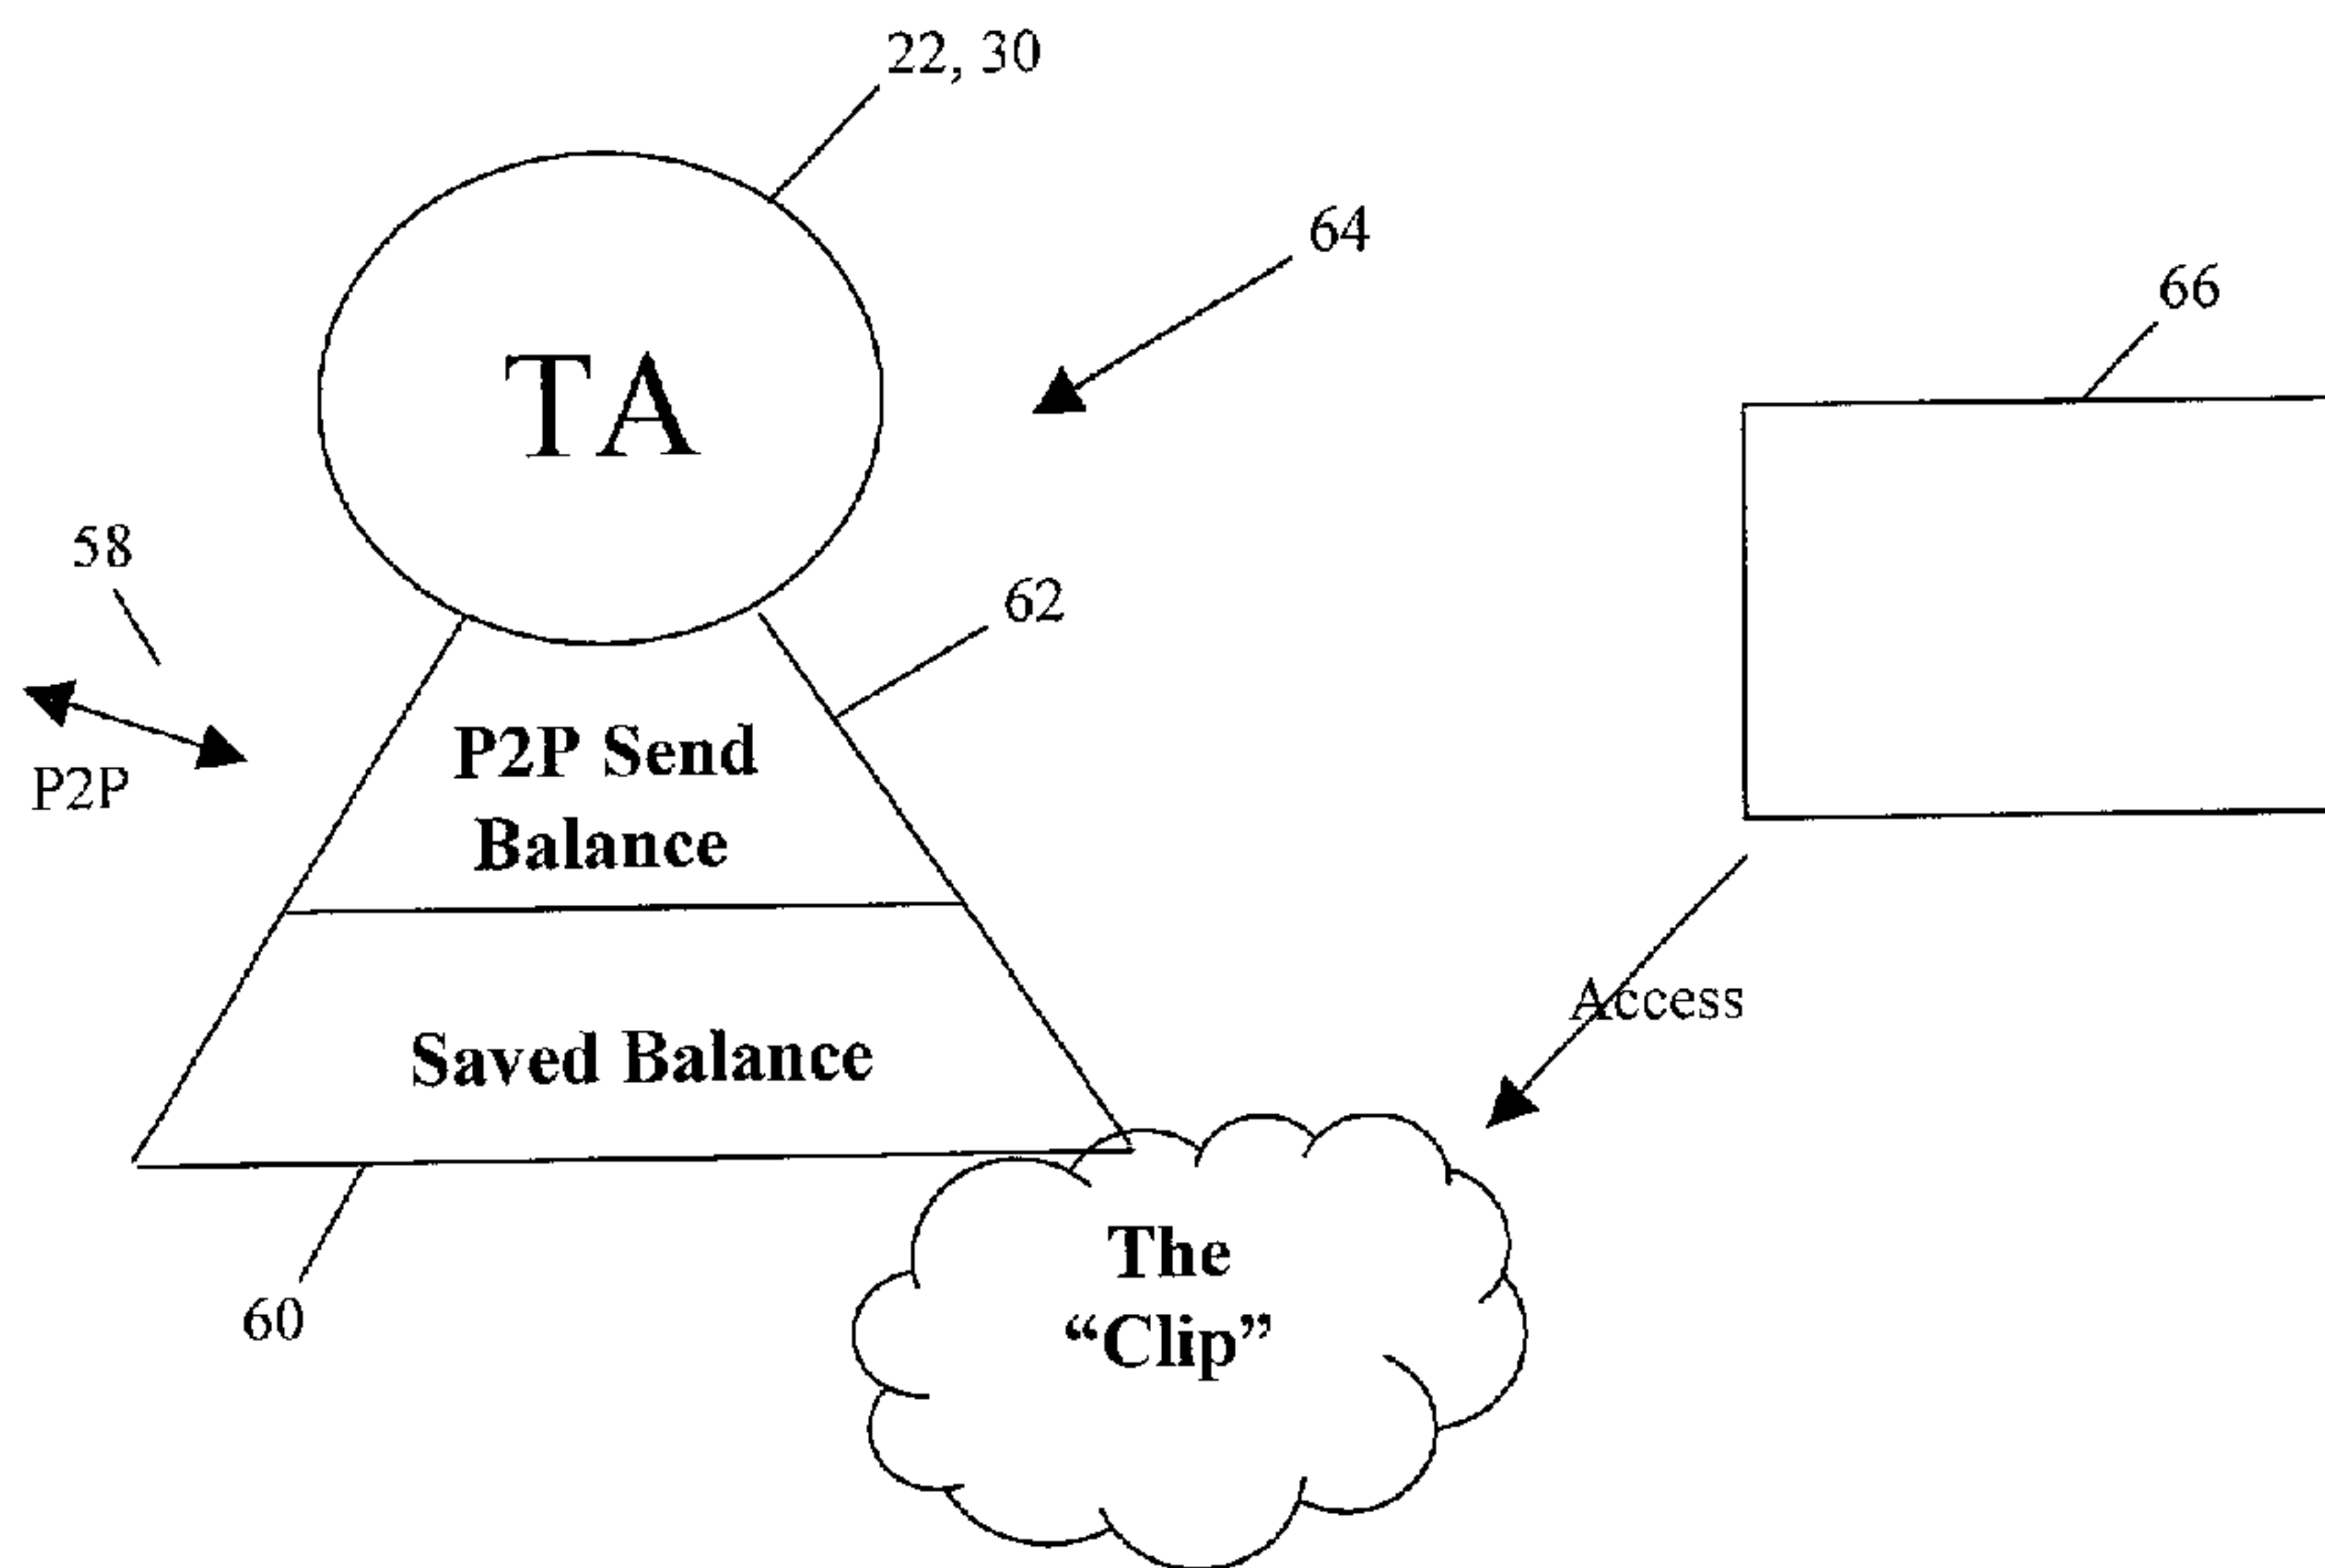 22, 30
64
66
TA
58
62
P2P
P2P Send
Balance
Access
Saved Balance
The
“Clip”
60